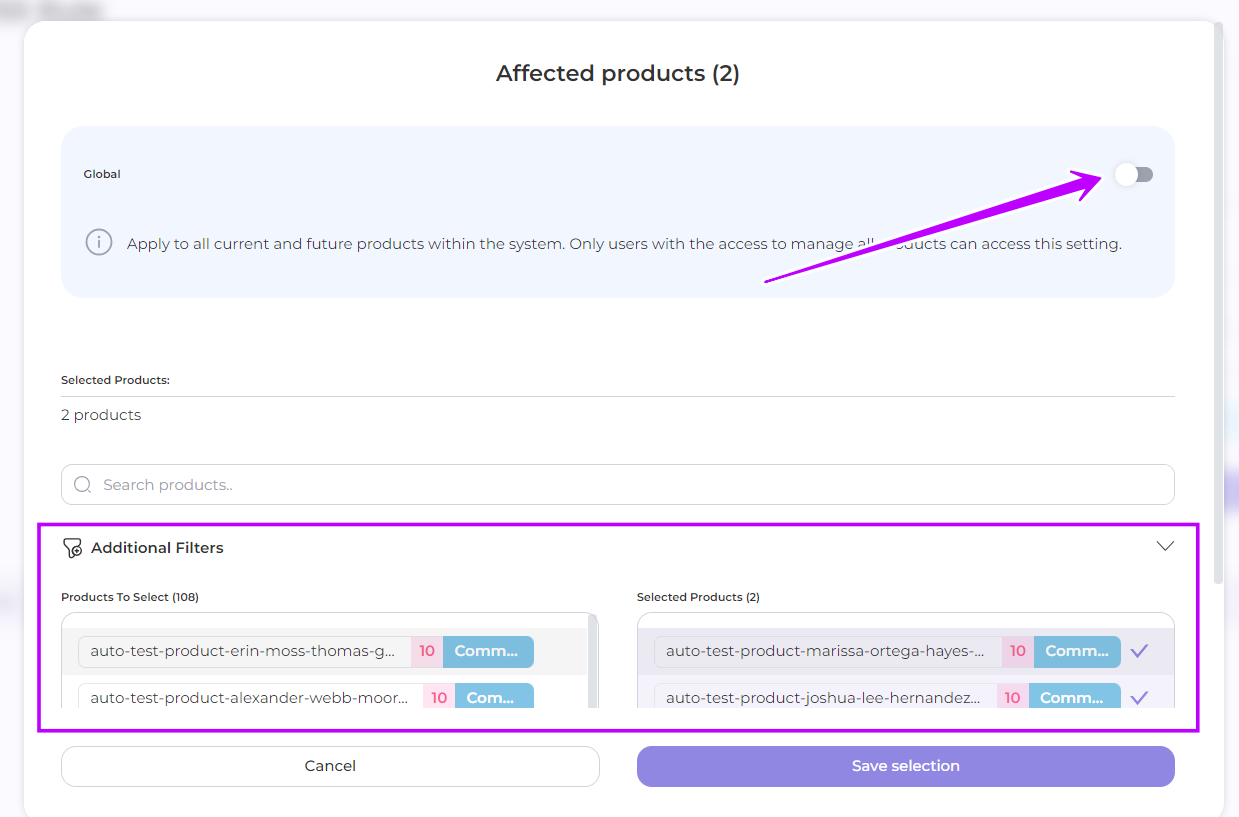 Affected products (2)
Global
Apply to all current and future products within the system. Only users with the access to manage all products can access this setting.
Selected Products:
2 products
Search products..
Additional Filters
Products To Select (108)
Selected Products (2)
auto-test-product-erin-moss-thomas-g... 10 Comm...
auto-test-product-marissa-ortega-hayes-... 10 Comm...
auto-test-product-alexander-webb-moor... 10 Com...
auto-test-product-joshua-lee-hernandez... 10 Comm...
Cancel
Save selection